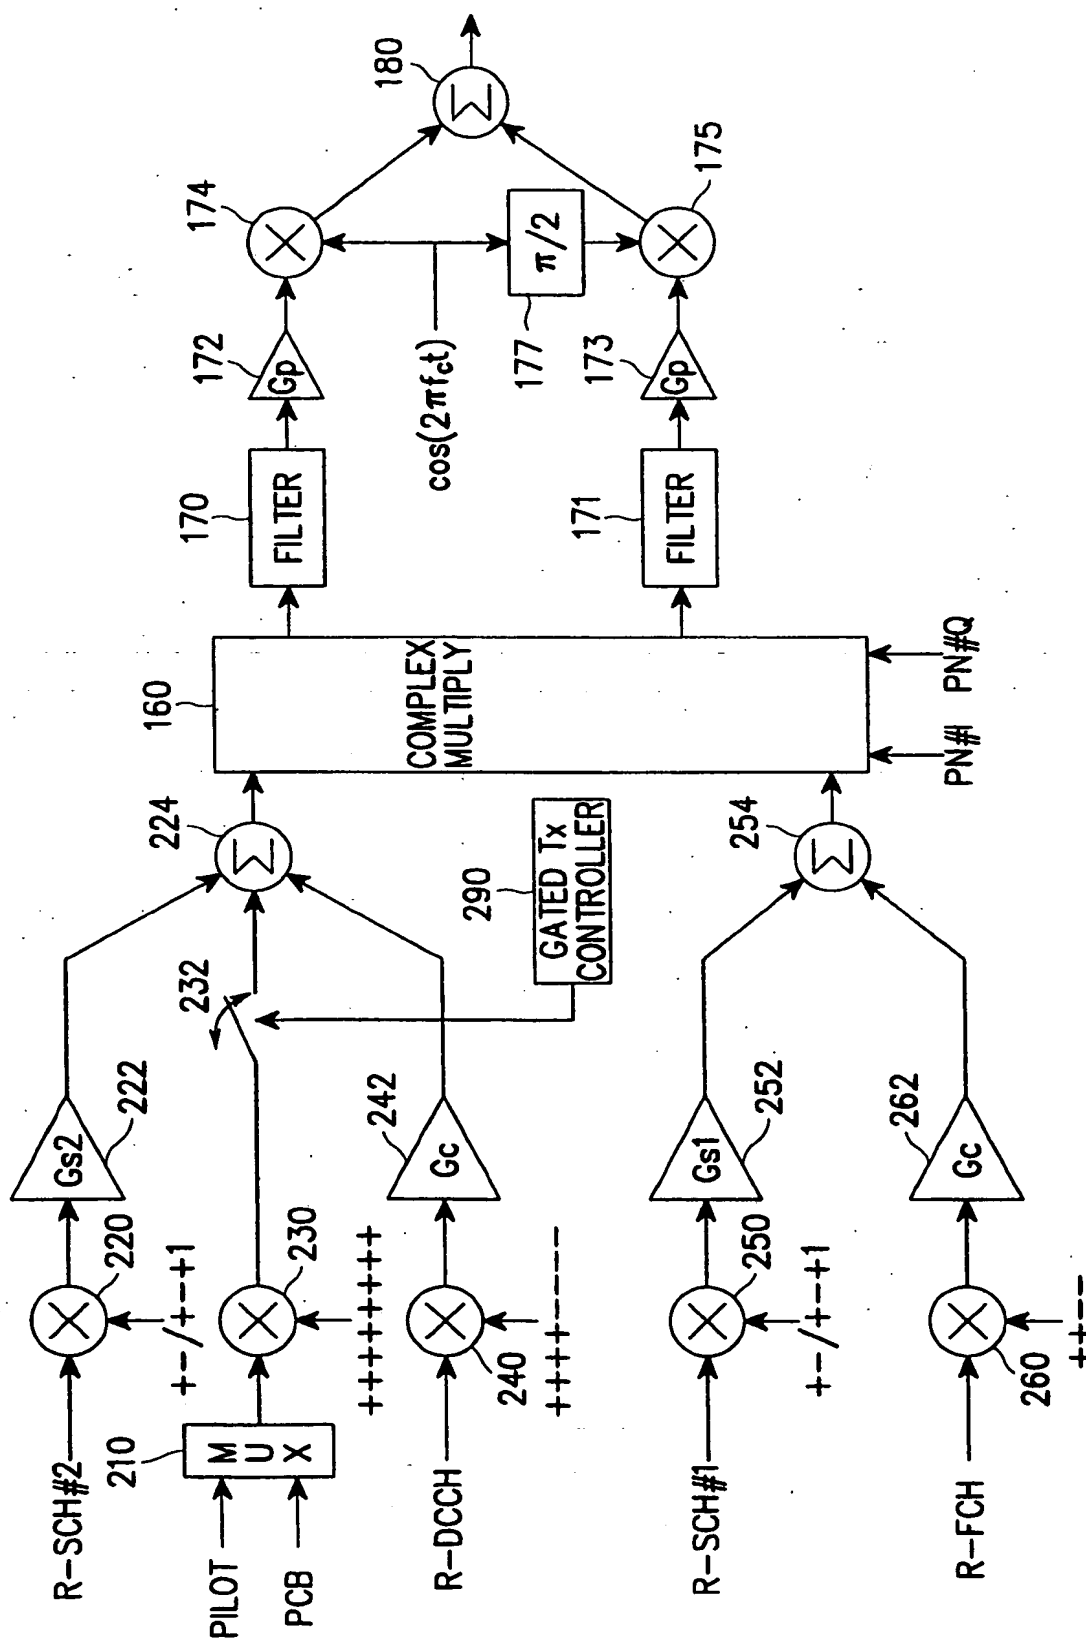 R-SCH#2
220
+-/+-+1
Gs2
222
PILOT
PCB
210
MUX
230
++++++++
232
224
R-DCCH
240
++++----
Gc
242
290
GATED Tx
CONTROLLER
R-SCH#1
250
+-/+-+1
Gs1
252
254
R-FCH
260
++--
Gc
262
160
COMPLEX
MULTIPLY
PN#I
PN#Q
170
FILTER
172
Gp
174
cos(2πfct)
177
π/2
171
FILTER
173
Gp
175
180
Σ
Σ
Σ